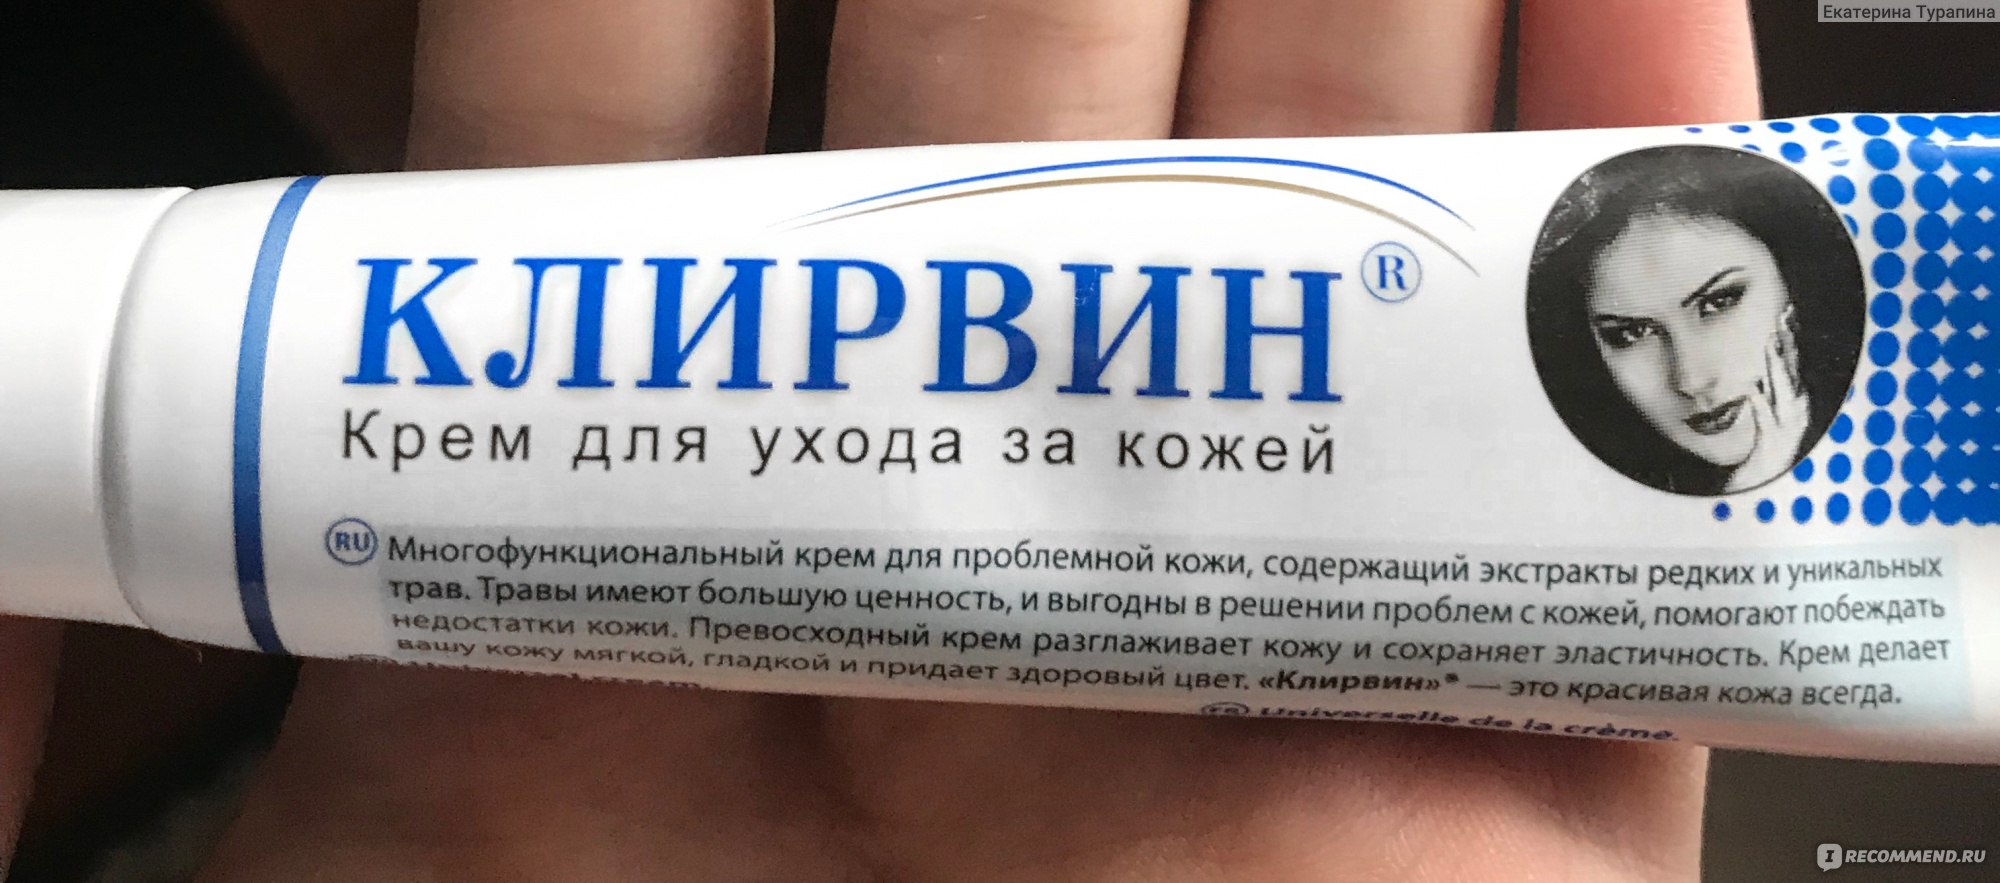 Екатерина Турапина
КЛИРВИН®
Крем для ухода за кожей
RU Многофункциональный крем для проблемной кожи, содержащий экстракты редких и уникальных
трав. Травы имеют большую ценность, и выгодны в решении проблем с кожей, помогают побеждать
недостатки кожи. Превосходный крем разглаживает кожу и сохраняет эластичность. Крем делает
вашу кожу мягкой, гладкой и придает здоровый цвет. «Клирвин»® — это красивая кожа всегда.
Universelle de la crème.
IRECOMMEND.RU